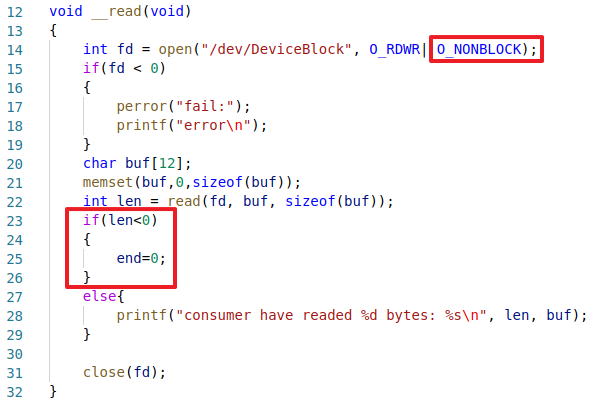 12 void __read(void)
13 {
14     int fd = open("/dev/DeviceBlock", O_RDWR| O_NONBLOCK);
15     if(fd < 0)
16     {
17         perror("fail:");
18         printf("error\n");
19     }
20     char buf[12];
21     memset(buf,0,sizeof(buf));
22     int len = read(fd, buf, sizeof(buf));
23     if(len<0)
24     {
25         end=0;
26     }
27     else{
28         printf("consumer have readed %d bytes: %s\n", len, buf);
29     }
30
31     close(fd);
32 }